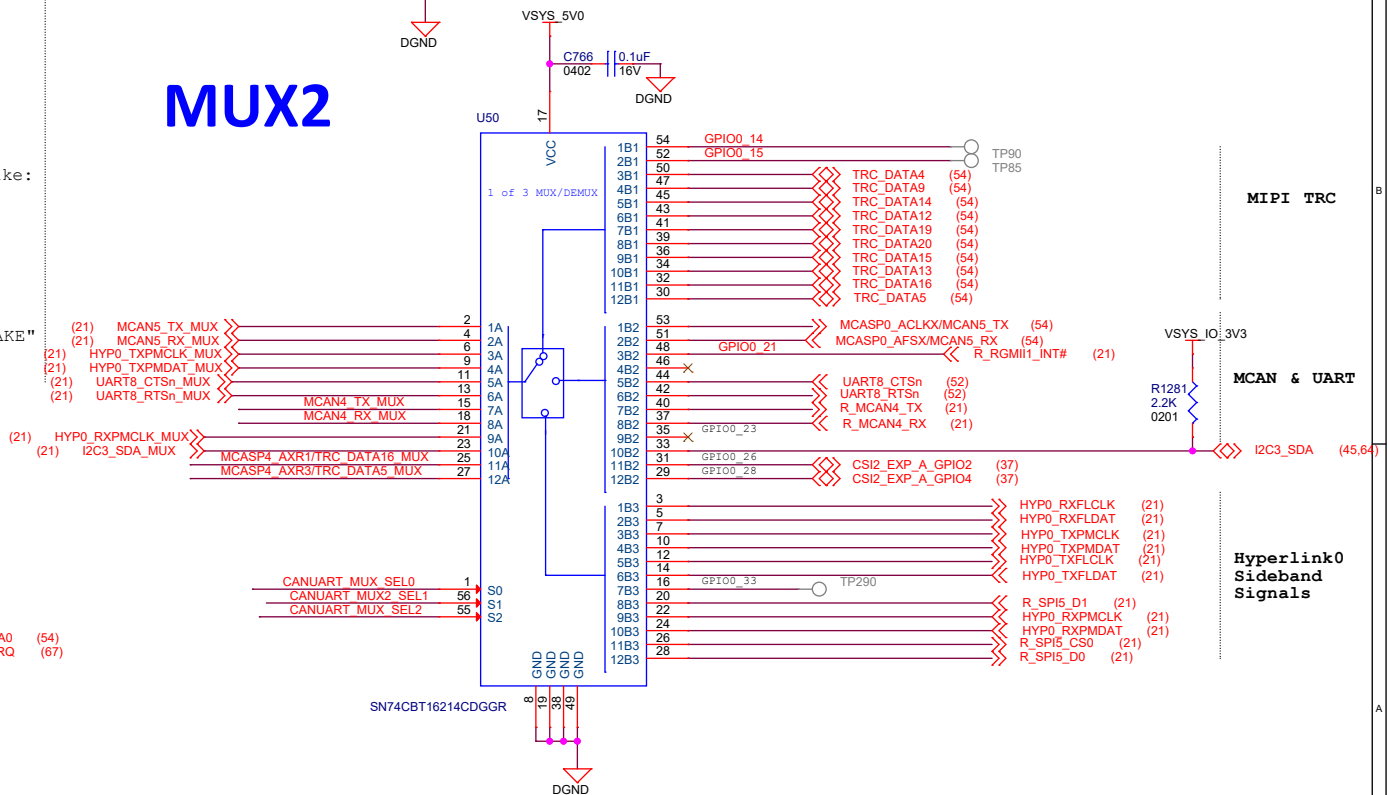 DGND
VSYS_5V0
C766
0.1uF
0402
16V
DGND
MUX2
U50
17
VCC
1 of 3 MUX/DEMUX
ke:
AKE"
1B1 54 GPIO0_14 TP90
2B1 52 GPIO0_15 TP85
3B1 50 TRC_DATA4 (54)
4B1 47 TRC_DATA9 (54)
5B1 45 TRC_DATA14 (54)
6B1 43 TRC_DATA12 (54)
7B1 41 TRC_DATA19 (54)
8B1 39 TRC_DATA20 (54)
9B1 36 TRC_DATA15 (54)
10B1 34 TRC_DATA13 (54)
11B1 32 TRC_DATA16 (54)
12B1 30 TRC_DATA5 (54)
MIPI TRC
B
(21) MCAN5_TX_MUX 2 1A
(21) MCAN5_RX_MUX 4 2A
(21) HYP0_TXPMCLK_MUX 6 3A
(21) HYP0_TXPMDAT_MUX 9 4A
(21) UART8_CTSn_MUX 11 5A
(21) UART8_RTSn_MUX 13 6A
MCAN4_TX_MUX 15 7A
MCAN4_RX_MUX 18 8A
(21) HYP0_RXPMCLK_MUX 21 9A
(21) I2C3_SDA_MUX 23 10A
MCASP4_AXR1/TRC_DATA16_MUX 25 11A
MCASP4_AXR3/TRC_DATA5_MUX 27 12A
1B2 53 MCASP0_ACLKX/MCAN5_TX (54)
2B2 51 MCASP0_AFSX/MCAN5_RX (54)
3B2 48 GPIO0_21 R_RGMII1_INT# (21)
4B2 46
5B2 44 UART8_CTSn (52)
6B2 42 UART8_RTSn (52)
7B2 40 R_MCAN4_TX (21)
8B2 37 R_MCAN4_RX (21)
9B2 35 GPIO0_23
10B2 33 I2C3_SDA (45,64)
11B2 31 GPIO0_26 CSI2_EXP_A_GPIO2 (37)
12B2 29 GPIO0_28 CSI2_EXP_A_GPIO4 (37)
VSYS_IO_3V3
R1281
2.2K
0201
MCAN & UART
1B3 3 HYP0_RXFLCLK (21)
2B3 5 HYP0_RXFLDAT (21)
3B3 7 HYP0_TXPMCLK (21)
4B3 10 HYP0_TXPMDAT (21)
5B3 12 HYP0_TXFLCLK (21)
6B3 14 HYP0_TXFLDAT (21)
7B3 16 GPIO0_33 TP290
8B3 20 R_SPI5_D1 (21)
9B3 22 HYP0_RXPMCLK (21)
10B3 24 HYP0_RXPMDAT (21)
11B3 26 R_SPI5_CS0 (21)
12B3 28 R_SPI5_D0 (21)
Hyperlink0
Sideband
Signals
CANUART_MUX_SEL0 1 S0
CANUART_MUX2_SEL1 56 S1
CANUART_MUX_SEL2 55 S2
A0 (54)
RQ (67)
GND GND GND GND
8 19 38 49
SN74CBT16214CDGGR
A
DGND